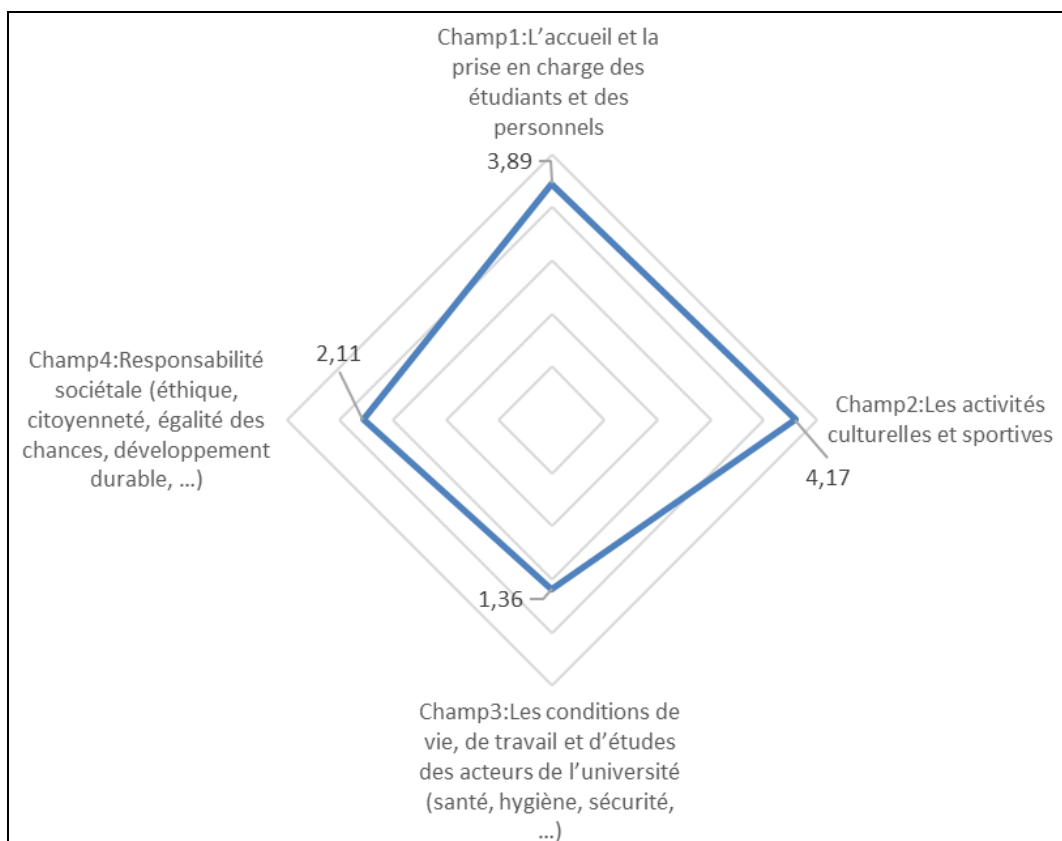 Champ1:L’accueil et la
prise en charge des
étudiants et des
personnels
3,89
Champ4:Responsabilité
sociétale (éthique,
citoyenneté, égalité des
chances, développement
durable, ...)
2,11
Champ2:Les activités
culturelles et sportives
4,17
1,36
Champ3:Les conditions de
vie, de travail et d’études
des acteurs de l’université
(santé, hygiène, sécurité,
...)